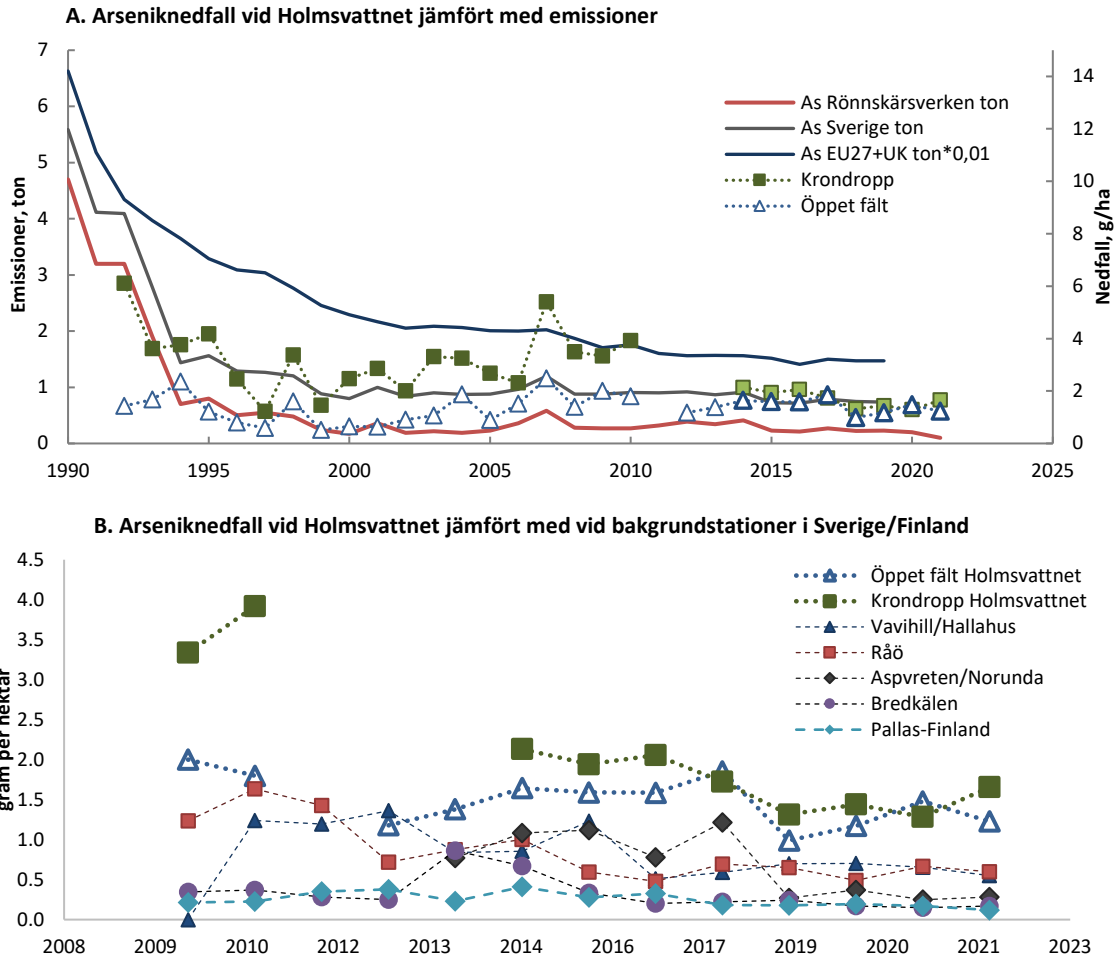 A. Arseniknedfall vid Holmsvattnet jämfört med emissioner
7
6
5
4
3
2
1
0
Emissioner, ton
14
12
10
8
6
4
2
0
Nedfall, g/ha
As Rönnskärsverken ton
As Sverige ton
As EU27+UK ton*0,01
Krondropp
Öppet fält
1990 1995 2000 2005 2010 2015 2020 2025
B. Arseniknedfall vid Holmsvattnet jämfört med vid bakgrundstationer i Sverige/Finland
4.5
4.0
3.5
3.0
2.5
2.0
1.5
1.0
0.5
0.0
gram per hektar
Öppet fält Holmsvattnet
Krondropp Holmsvattnet
Vavihill/Hallahus
Råö
Aspvreten/Norunda
Bredkälen
Pallas-Finland
2008 2009 2010 2012 2013 2014 2016 2017 2019 2020 2021 2023